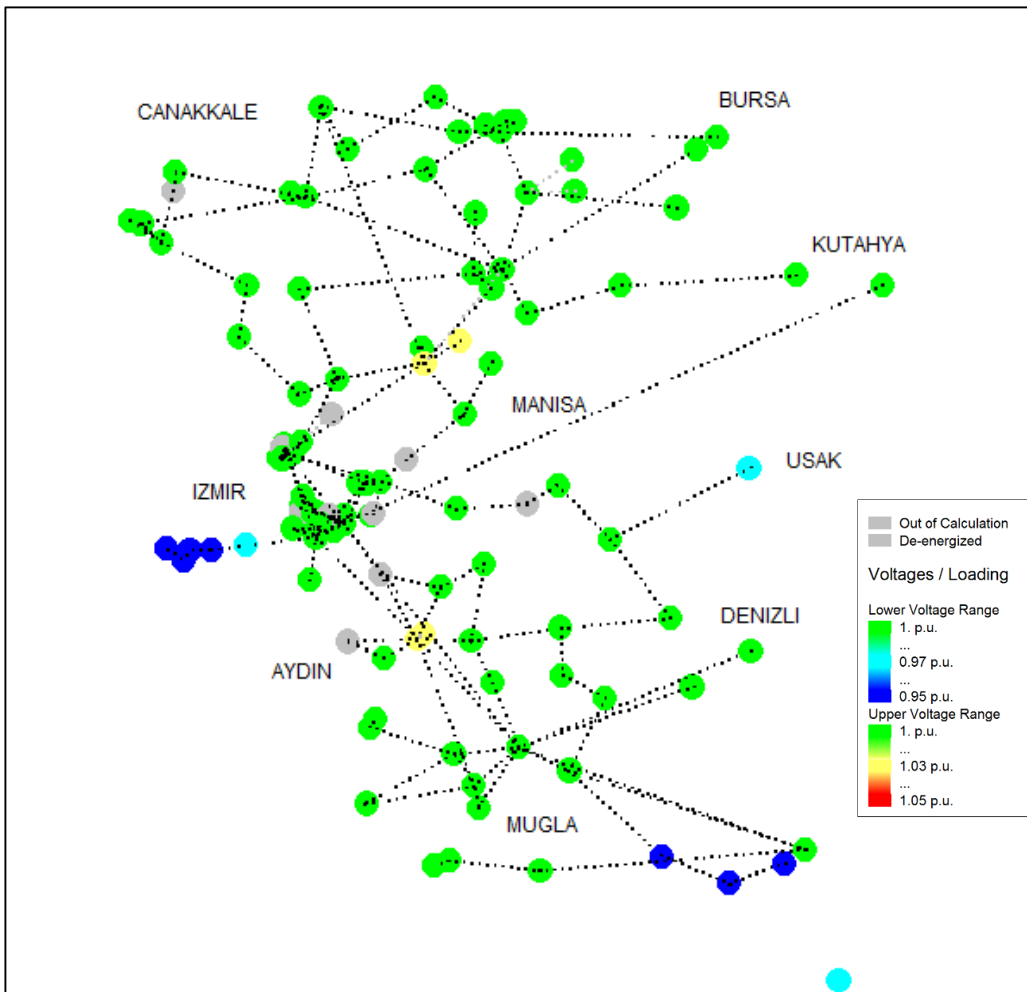 CANAKKALE
BURSA
KUTAHYA
MANISA
USAK
IZMIR
DENIZLI
AYDIN
MUGLA
Out of Calculation
De-energized
Voltages / Loading
Lower Voltage Range
1. p.u.
...
0.97 p.u.
...
0.95 p.u.
Upper Voltage Range
1. p.u.
...
1.03 p.u.
...
1.05 p.u.